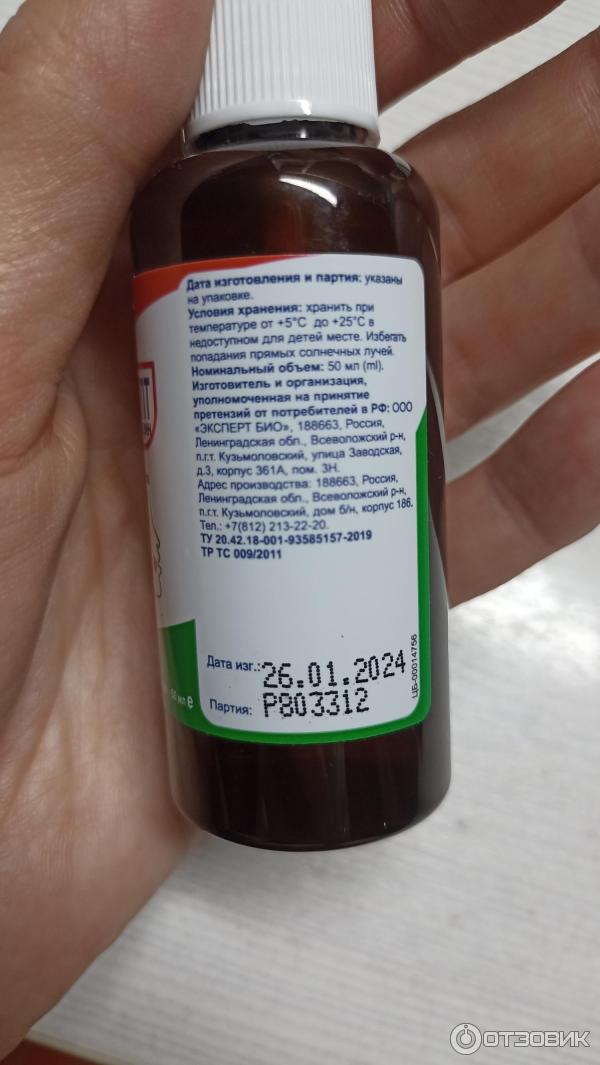 Дата изготовления и партия: указаны
на упаковке.
Условия хранения: хранить при
температуре от +5°C до +25°C в
недоступном для детей месте. Избегать
попадания прямых солнечных лучей.
Номинальный объем: 50 мл (ml).
Изготовитель и организация,
уполномоченная на принятие
претензий от потребителей в РФ: ООО
«ЭКСПЕРТ БИО», 188663, Россия,
Ленинградская обл., Всеволожский р-н,
п.г.т. Кузьмоловский, улица Заводская,
д.3, корпус 361А, пом. 3Н.
Адрес производства: 188663, Россия,
Ленинградская обл., Всеволожский р-н,
п.г.т. Кузьмоловский, дом б/н, корпус 186.
Тел.: +7(812) 213-22-20.
ТУ 20.42.18-001-93585157-2019
ТР ТС 009/2011
Дата изг.: 26.01.2024
Партия: P803312
ЦБ-00014756
50 мл e
ОТЗОВИК